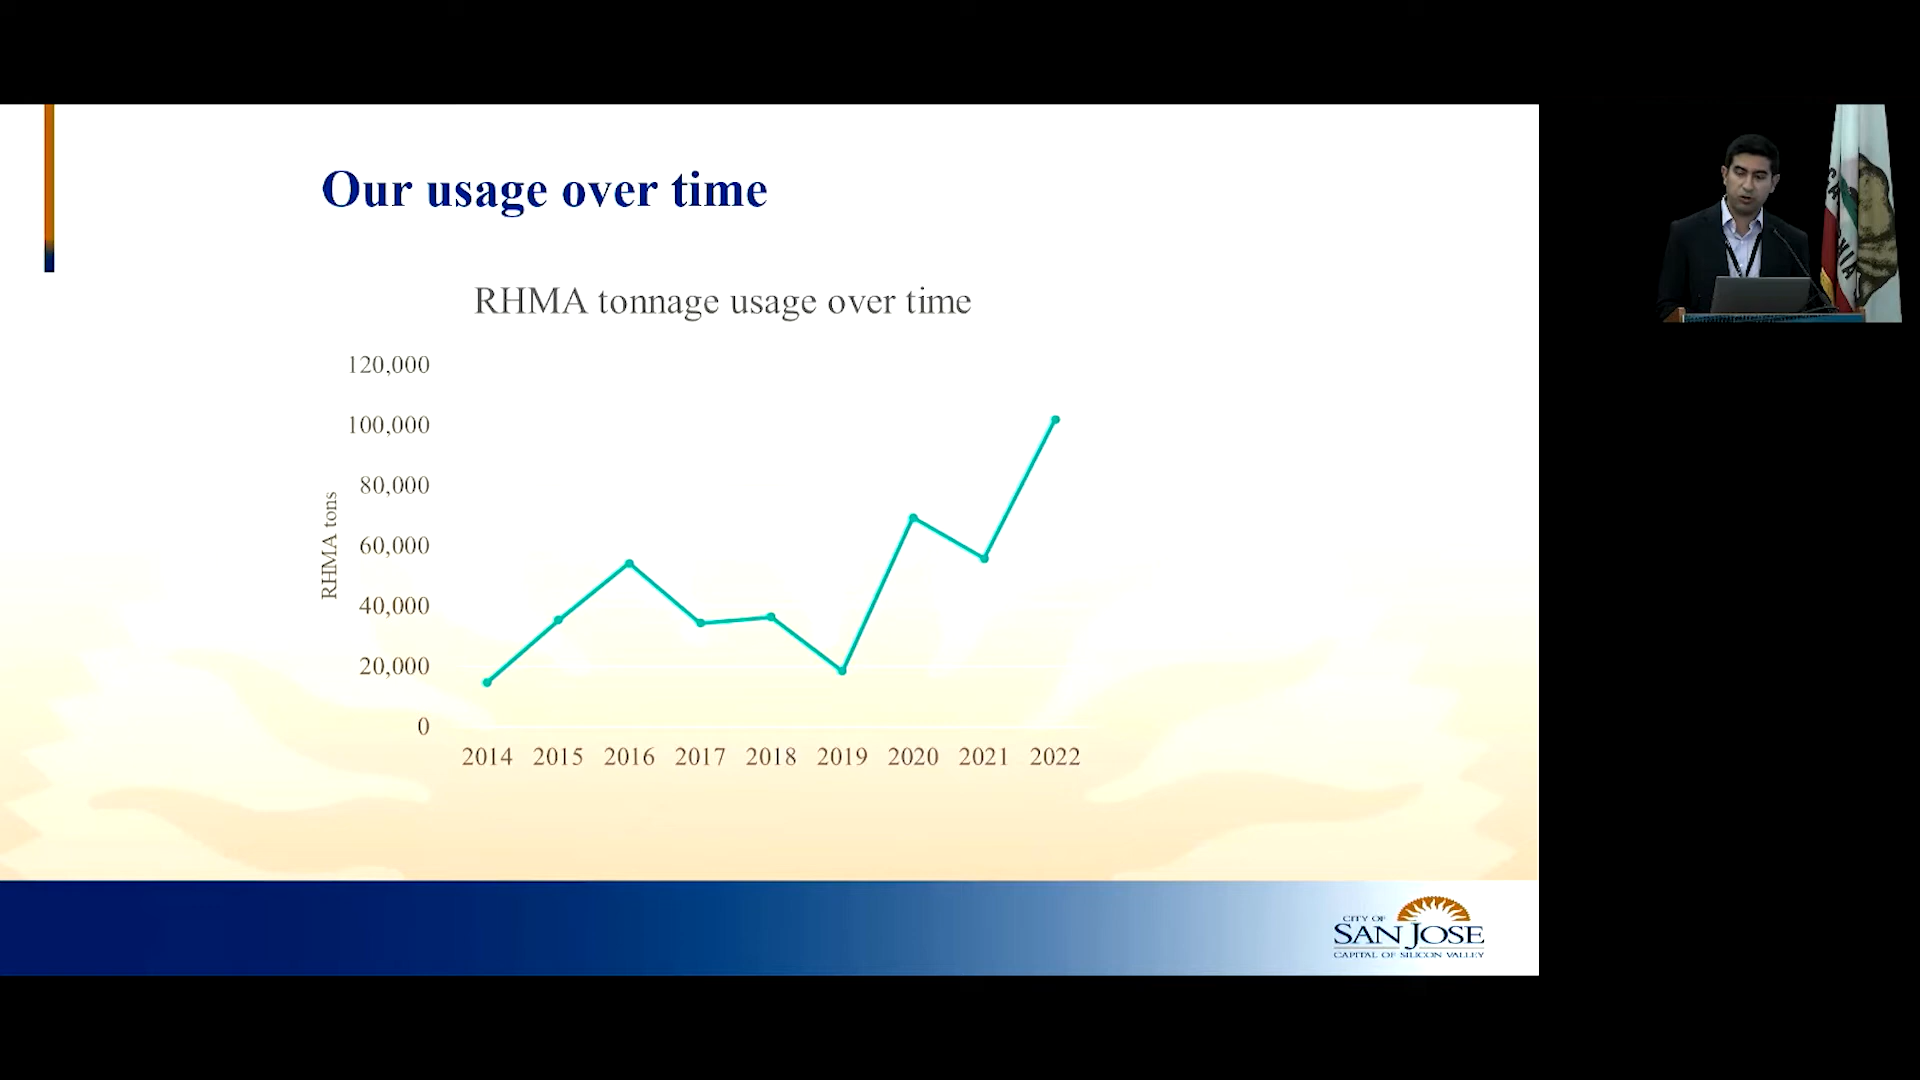 Our usage over time
RHMA tonnage usage over time
120,000
100,000
80,000
60,000
40,000
20,000
0
RHMA tons
2014 2015 2016 2017 2018 2019 2020 2021 2022
CITY OF
SAN JOSE
CAPITAL OF SILICON VALLEY